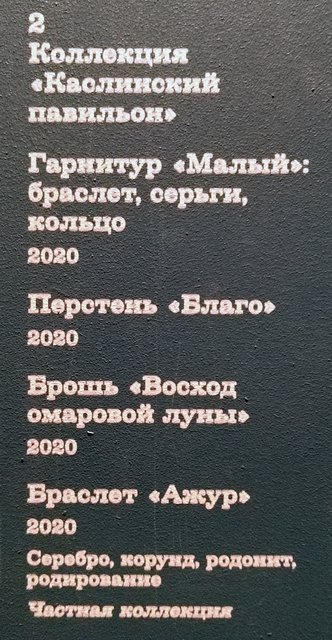 2
Коллекция
«Каслинский
павильон»
Гарнитур «Малый»:
браслет, серьги,
кольцо
2020
Перстень «Благо»
2020
Брошь «Восход
омаровой луны»
2020
Браслет «Ажур»
2020
Серебро, корунд, родонит,
родирование
Частная коллекция